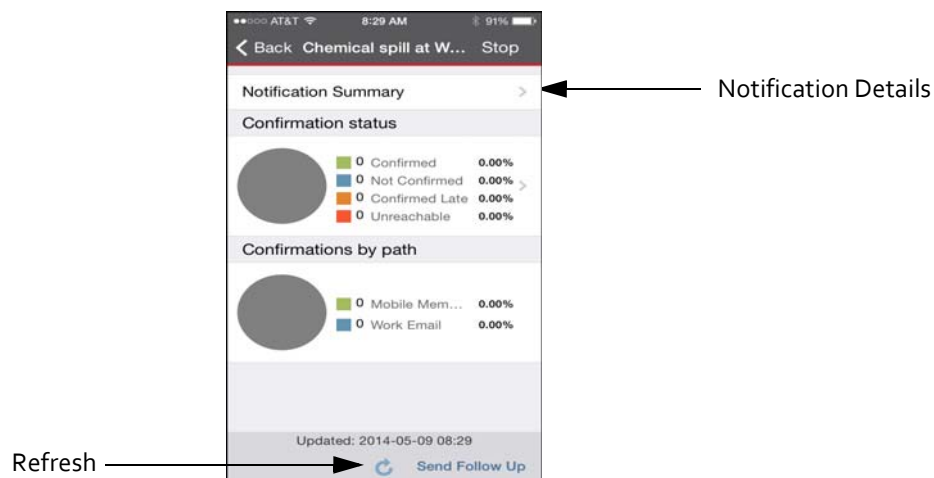 AT&T 8:29 AM 91%
Back Chemical spill at W... Stop
Notification Summary
Notification Details
Confirmation status
0 Confirmed 0.00%
0 Not Confirmed 0.00%
0 Confirmed Late 0.00%
0 Unreachable 0.00%
Confirmations by path
0 Mobile Mem... 0.00%
0 Work Email 0.00%
Updated: 2014-05-09 08:29
Refresh
Send Follow Up